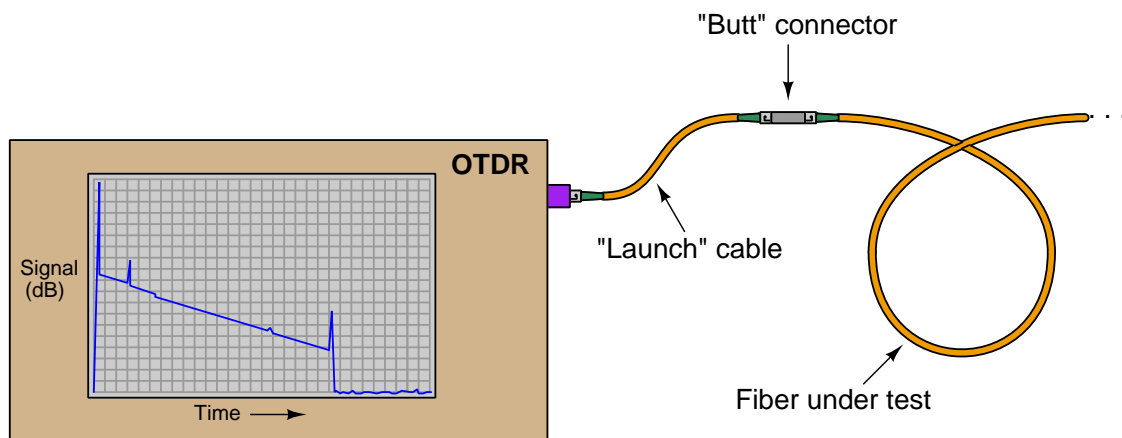 "Butt" connector
OTDR
Signal
(dB)
"Launch" cable
Time
Fiber under test
. . .